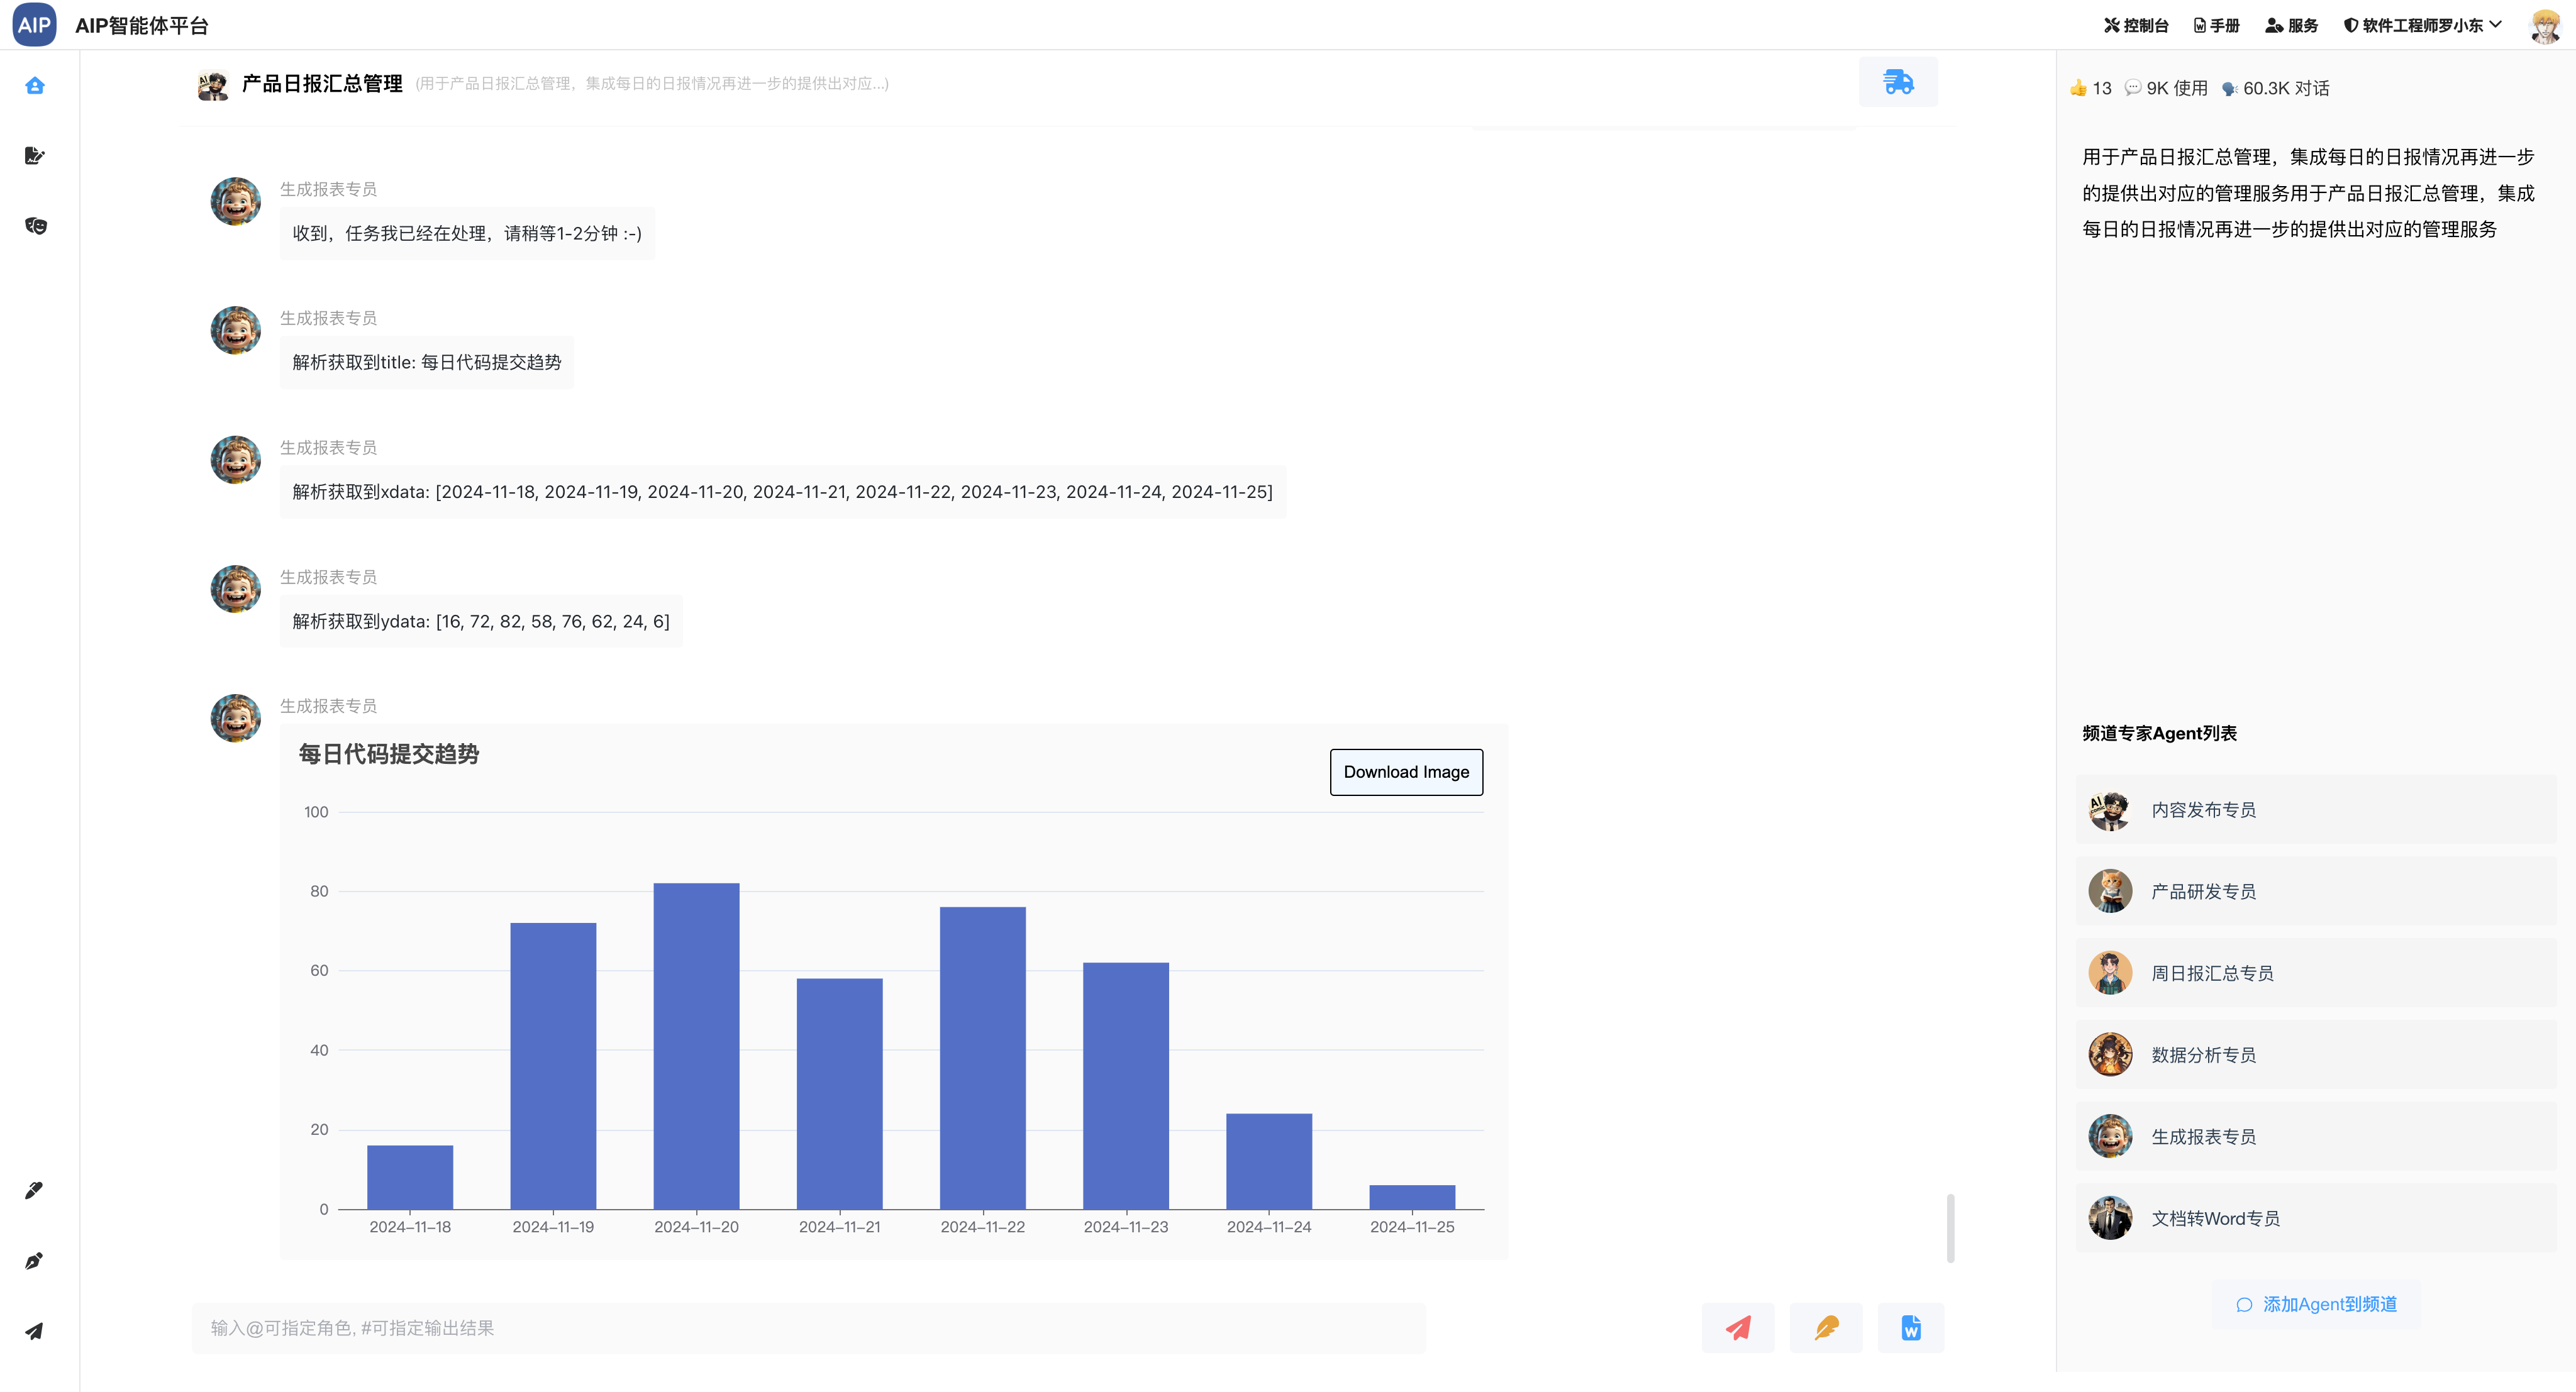 AIP
AIP智能体平台
控制台
手册
服务
软件工程师罗小东
产品日报汇总管理
(用于产品日报汇总管理，集成每日的日报情况再进一步的提供出对应...)
生成报表专员
收到，任务我已经在处理，请稍等1-2分钟 :-)
生成报表专员
解析获取到title: 每日代码提交趋势
生成报表专员
解析获取到xdata: [2024-11-18, 2024-11-19, 2024-11-20, 2024-11-21, 2024-11-22, 2024-11-23, 2024-11-24, 2024-11-25]
生成报表专员
解析获取到ydata: [16, 72, 82, 58, 76, 62, 24, 6]
生成报表专员
每日代码提交趋势
Download Image
100
80
60
40
20
0
2024-11-18
2024-11-19
2024-11-20
2024-11-21
2024-11-22
2024-11-23
2024-11-24
2024-11-25
输入@可指定角色, #可指定输出结果
13
9K 使用
60.3K 对话
用于产品日报汇总管理，集成每日的日报情况再进一步
的提供出对应的管理服务用于产品日报汇总管理，集成
每日的日报情况再进一步的提供出对应的管理服务
频道专家Agent列表
内容发布专员
产品研发专员
周日报汇总专员
数据分析专员
生成报表专员
文档转Word专员
添加Agent到频道